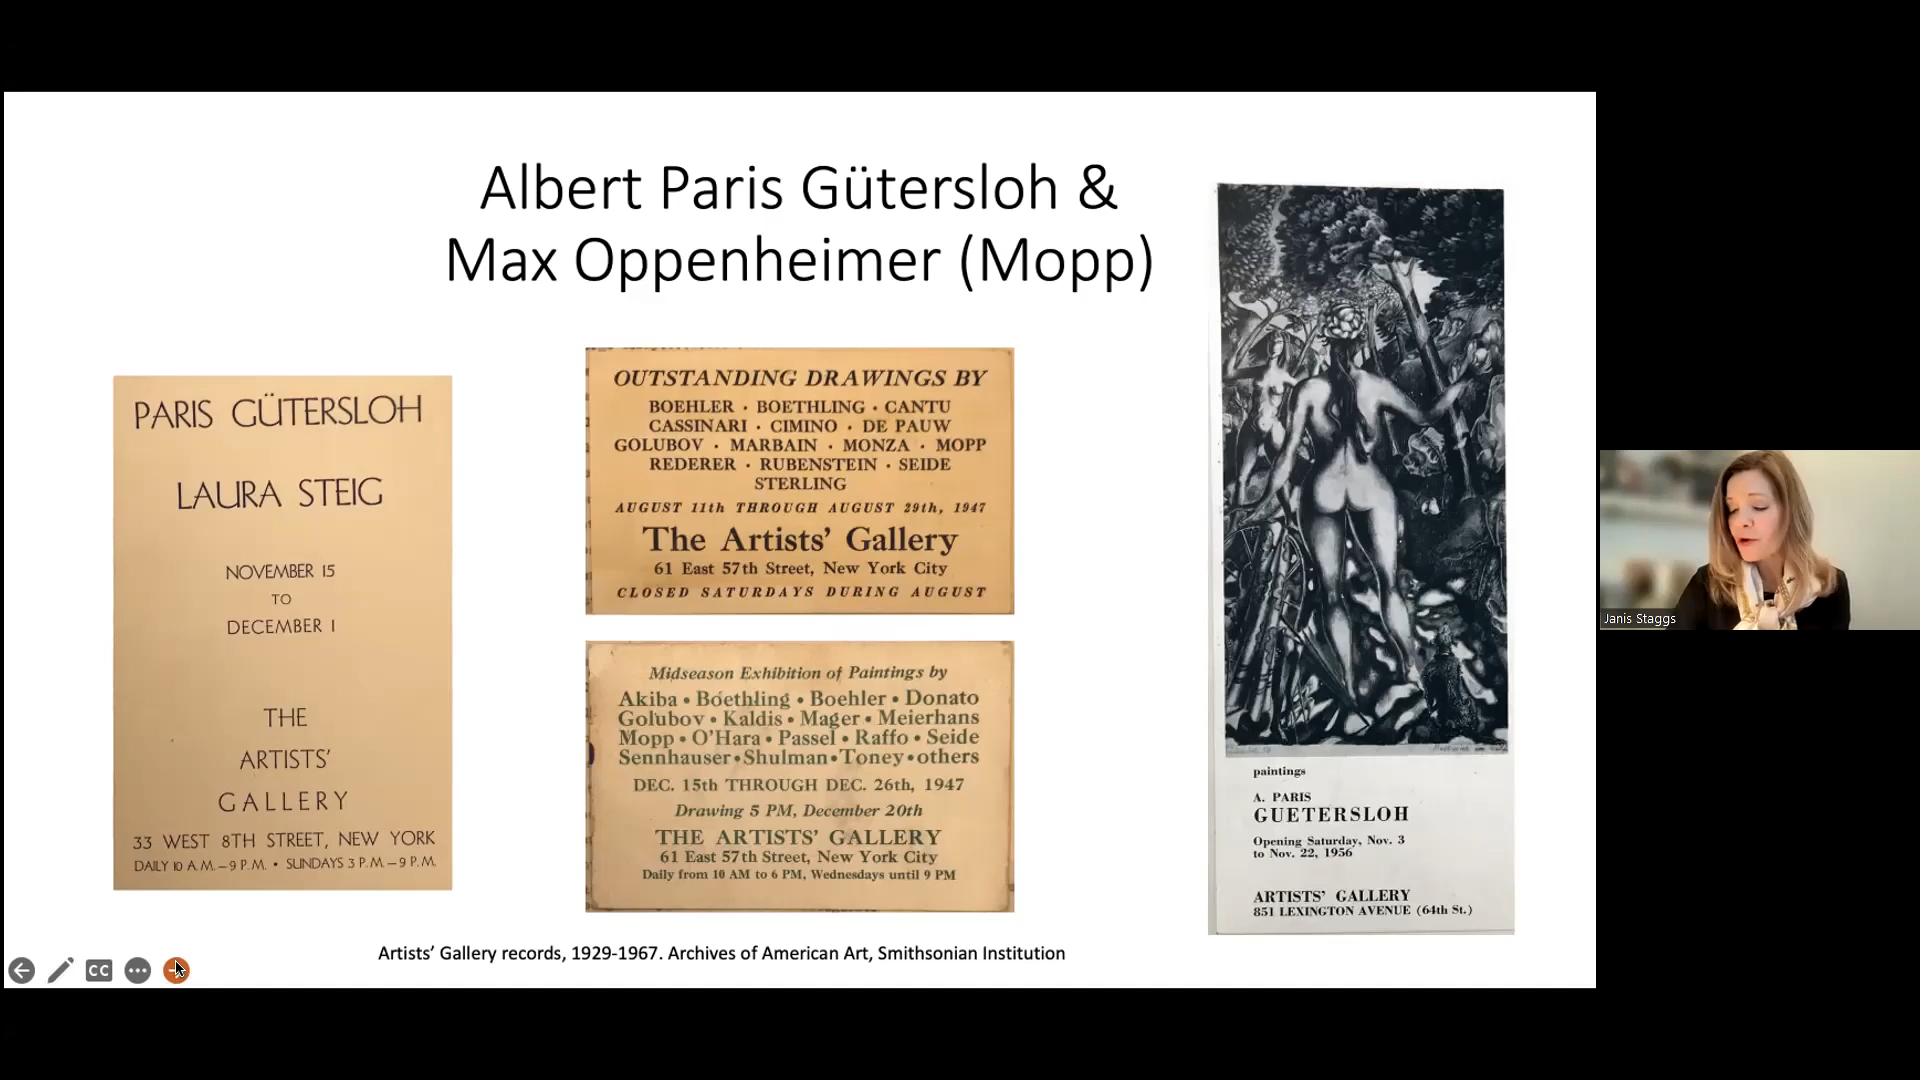 Albert Paris Gütersloh &
Max Oppenheimer (Mopp)
PARIS GÜTERSLOH
LAURA STEIG
NOVEMBER 15
TO
DECEMBER 1
THE
ARTISTS'
GALLERY
33 WEST 8TH STREET, NEW YORK
DAILY 10 A.M.–9 P.M. • SUNDAYS 3 P.M.–9 P.M.
OUTSTANDING DRAWINGS BY
BOEHLER · BOETHLING · CANTU
CASSINARI · CIMINO · DE PAUW
GOLUBOV · MARBAIN · MONZA · MOPP
REDERER · RUBENSTEIN · SEIDE
STERLING
AUGUST 11th THROUGH AUGUST 29th, 1947
The Artists' Gallery
61 East 57th Street, New York City
CLOSED SATURDAYS DURING AUGUST
Midseason Exhibition of Paintings by
Akiba • Boethling • Boehler • Donato
Golubov • Kaldis • Mager • Meierhans
Mopp • O'Hara • Passel • Raffo • Seide
Sennhauser • Shulman • Toney • others
DEC. 15th THROUGH DEC. 26th, 1947
Drawing 5 PM, December 20th
THE ARTISTS' GALLERY
61 East 57th Street, New York City
Daily from 10 AM to 6 PM, Wednesdays until 9 PM
paintings
A. PARIS
GUETERSLOH
Opening Saturday, Nov. 3
to Nov. 22, 1956
ARTISTS' GALLERY
851 LEXINGTON AVENUE (64th St.)
Artists' Gallery records, 1929-1967. Archives of American Art, Smithsonian Institution
CC
Janis Staggs